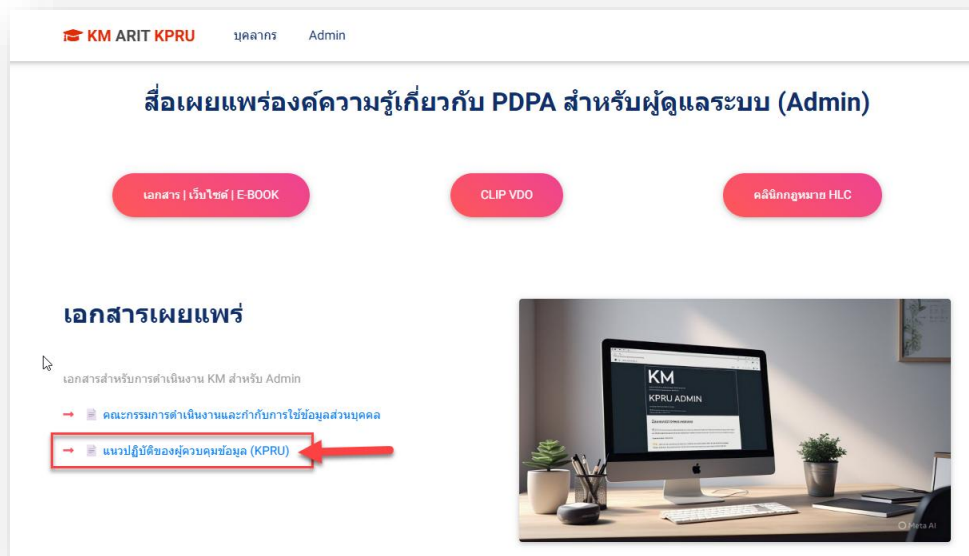 KM ARIT KPRU บุคลากร Admin
สื่อเผยแพร่องค์ความรู้เกี่ยวกับ PDPA สำหรับผู้ดูแลระบบ (Admin)
เอกสาร | เว็บไซต์ | E-BOOK
CLIP VDO
คลินิกกฎหมาย HLC
เอกสารเผยแพร่
เอกสารสำหรับการดำเนินงาน KM สำหรับ Admin
คณะกรรมการดำเนินงานและกำกับการใช้ข้อมูลส่วนบุคคล
แนวปฏิบัติของผู้ควบคุมข้อมูล (KPRU)
KM
KPRU ADMIN
Meta AI